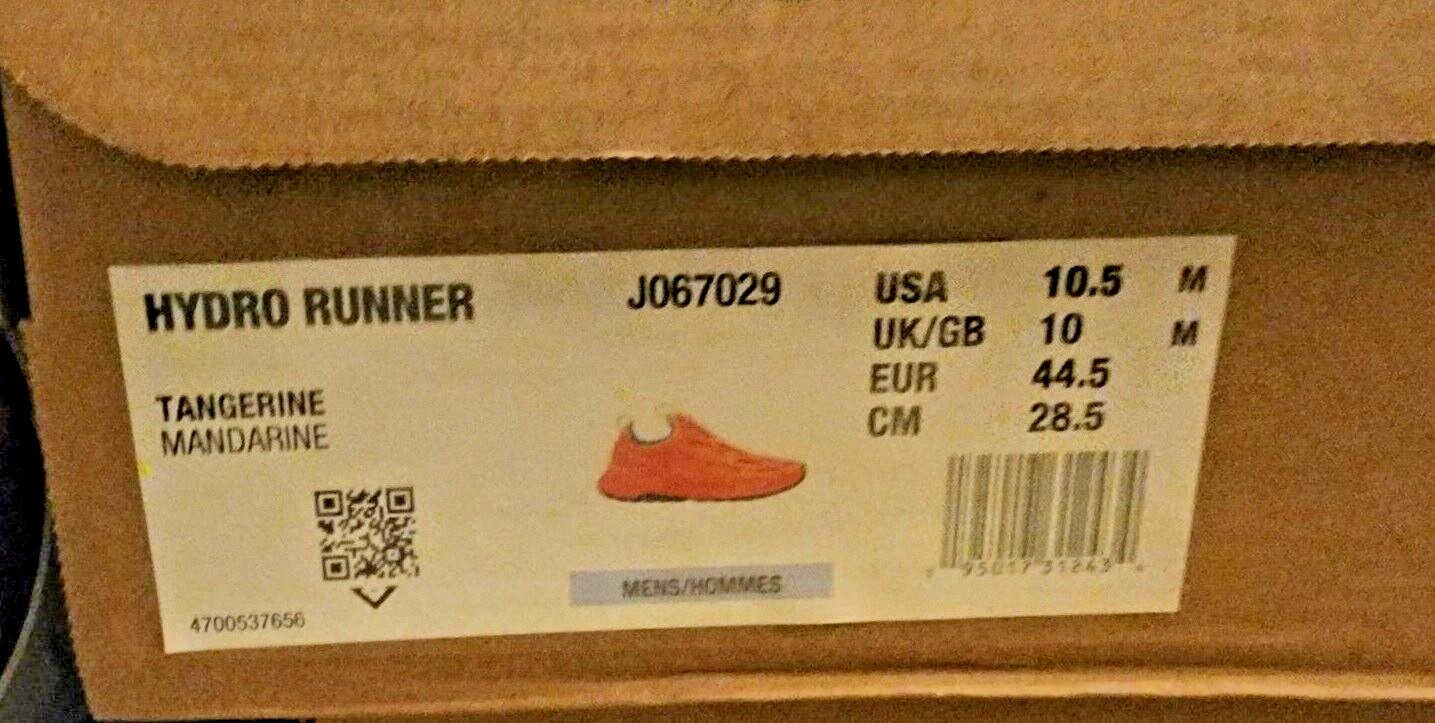 HYDRO RUNNER
J067029
USA 10.5 M
UK/GB 10 M
EUR 44.5
CM 28.5
TANGERINE
MANDARINE
MENS/HOMMES
4700537656